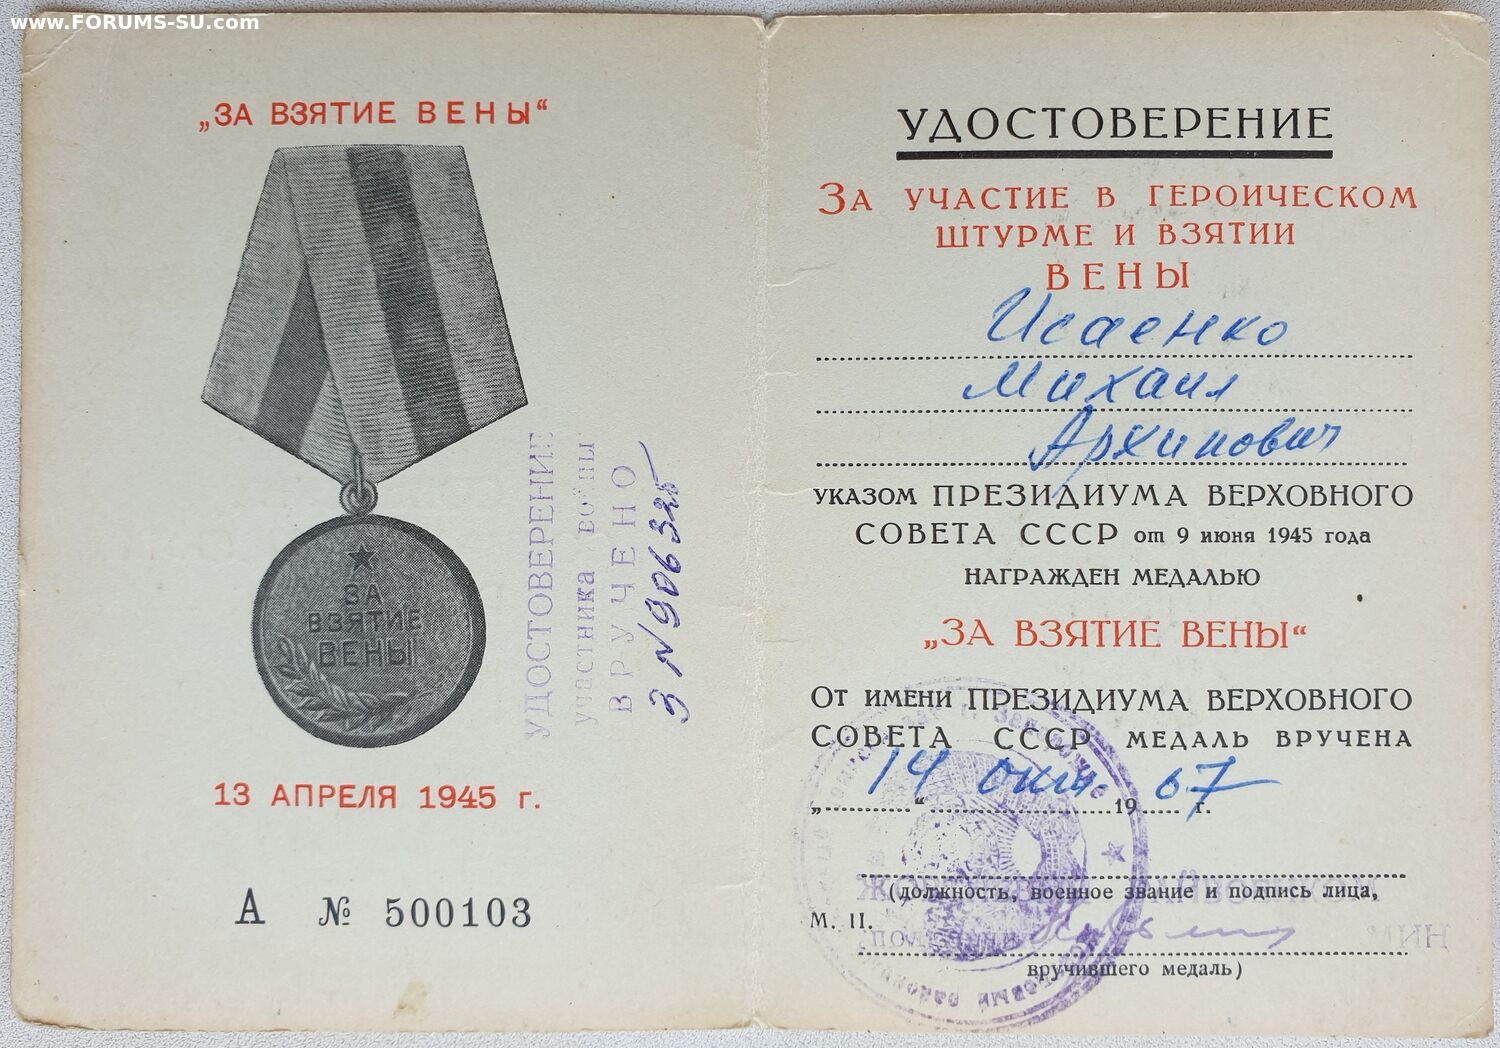 www.FORUMS-SU.com
„ЗА ВЗЯТИЕ ВЕНЫ“
ЗА
ВЗЯТИЕ
ВЕНЫ
13 АПРЕЛЯ 1945 г.
А № 500103
УДОСТОВЕРЕНИЕ
участника войны
ВРУЧЕНО
Э № 906325
УДОСТОВЕРЕНИЕ
ЗА УЧАСТИЕ В ГЕРОИЧЕСКОМ
ШТУРМЕ И ВЗЯТИИ
ВЕНЫ
Исаенко
Михаил
Архипович
УКАЗОМ ПРЕЗИДИУМА ВЕРХОВНОГО
СОВЕТА СССР от 9 июня 1945 года
НАГРАЖДЕН МЕДАЛЬЮ
„ЗА ВЗЯТИЕ ВЕНЫ“
ОТ ИМЕНИ ПРЕЗИДИУМА ВЕРХОВНОГО
СОВЕТА СССР МЕДАЛЬ ВРУЧЕНА
„14“ окт. 1967 г.
(должность, военное звание и подпись лица,
М. П.
вручившего медаль)